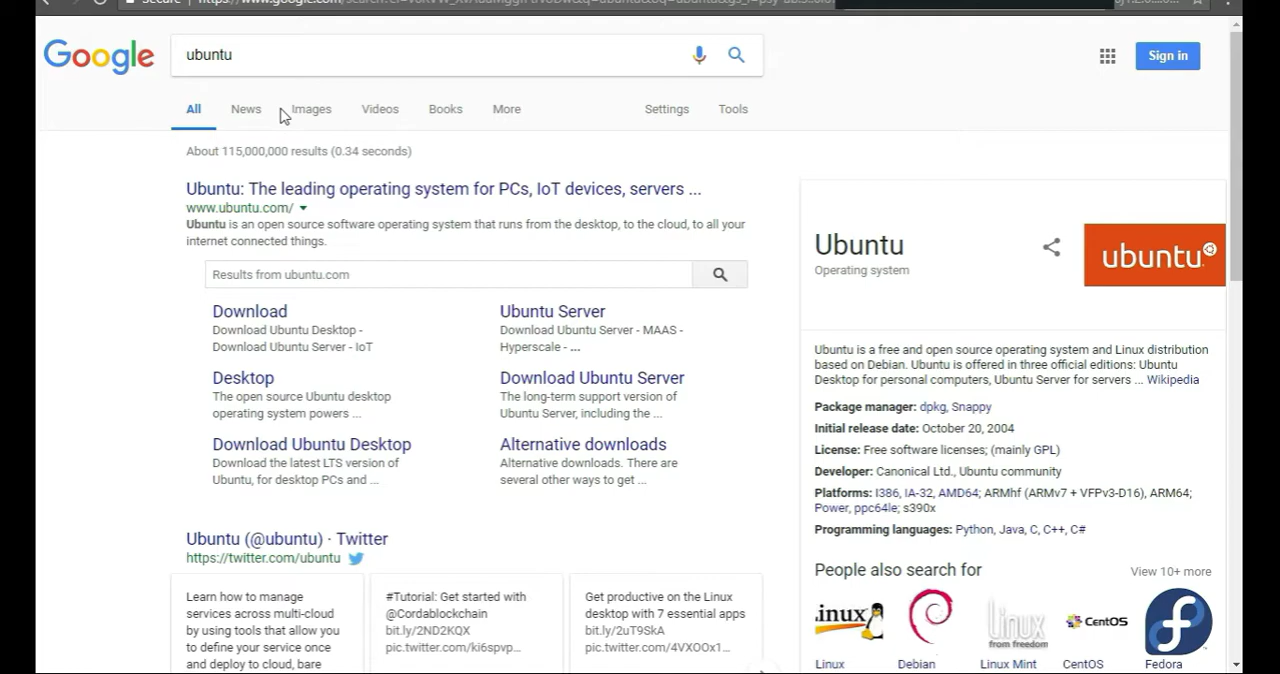 Secure
Google
ubuntu
Sign in
All News Images Videos Books More Settings Tools
About 115,000,000 results (0.34 seconds)
Ubuntu: The leading operating system for PCs, IoT devices, servers ...
www.ubuntu.com/
Ubuntu is an open source software operating system that runs from the desktop, to the cloud, to all your
internet connected things.
Results from ubuntu.com
Download
Download Ubuntu Desktop -
Download Ubuntu Server - IoT
Ubuntu Server
Download Ubuntu Server - MAAS -
Hyperscale - ...
Desktop
The open source Ubuntu desktop
operating system powers ...
Download Ubuntu Server
The long-term support version of
Ubuntu Server, including the ...
Download Ubuntu Desktop
Download the latest LTS version of
Ubuntu, for desktop PCs and ...
Alternative downloads
Alternative downloads. There are
several other ways to get ...
Ubuntu (@ubuntu) · Twitter
https://twitter.com/ubuntu
Learn how to manage
services across multi-cloud
by using tools that allow you
to define your service once
and deploy to cloud, bare
#Tutorial: Get started with
@Cordablockchain
bit.ly/2ND2KQX
pic.twitter.com/ki6spvp...
Get productive on the Linux
desktop with 7 essential apps
bit.ly/2uT9SkA
pic.twitter.com/4VXOOx1...
Ubuntu
Operating system
ubuntu
Ubuntu is a free and open source operating system and Linux distribution
based on Debian. Ubuntu is offered in three official editions: Ubuntu
Desktop for personal computers, Ubuntu Server for servers ... Wikipedia
Package manager: dpkg, Snappy
Initial release date: October 20, 2004
License: Free software licenses; (mainly GPL)
Developer: Canonical Ltd., Ubuntu community
Platforms: I386, IA-32, AMD64; ARMhf (ARMv7 + VFPv3-D16), ARM64;
Power, ppc64le; s390x
Programming languages: Python, Java, C, C++, C#
People also search for
View 10+ more
Linux
from freedom
CentOS
Linux
Debian
Linux Mint
CentOS
Fedora